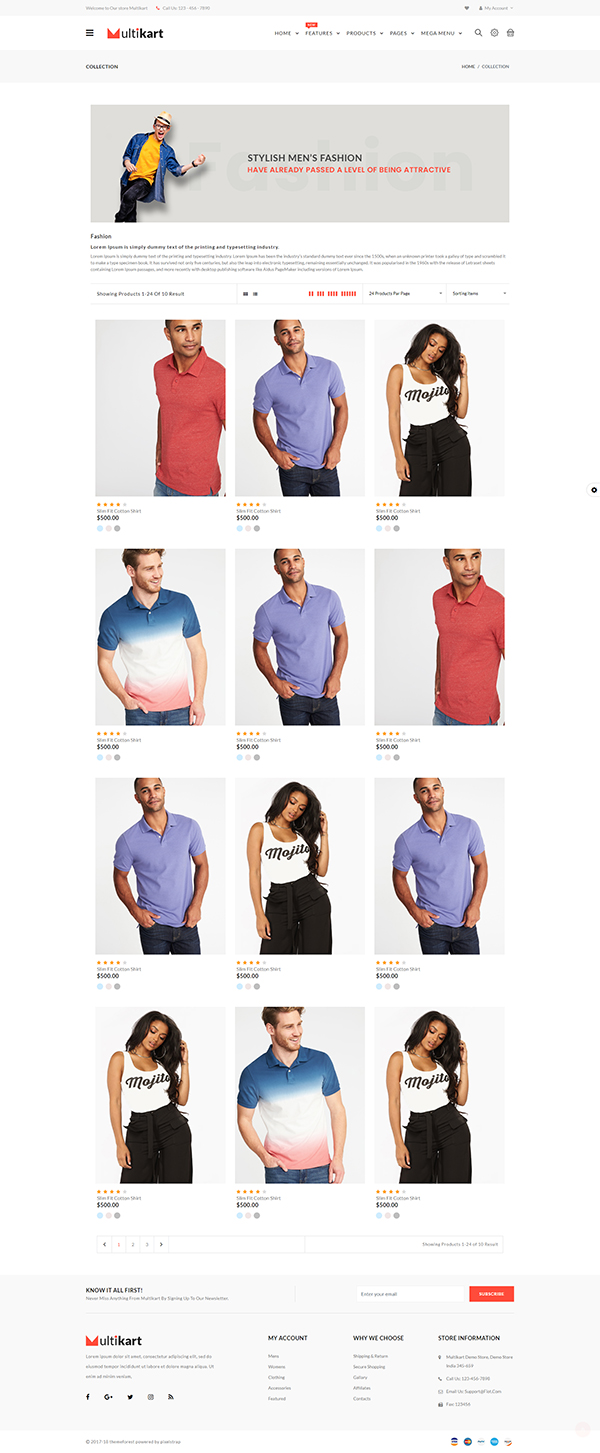 Welcome to Our store Multikart Call Us: 123 - 456 - 7890 My Account
Multikart NEW
HOME FEATURES PRODUCTS PAGES MEGA MENU
COLLECTION HOME / COLLECTION
Fashion
STYLISH MEN'S FASHION
HAVE ALREADY PASSED A LEVEL OF BEING ATTRACTIVE
Fashion
Lorem Ipsum is simply dummy text of the printing and typesetting industry.
Lorem Ipsum is simply dummy text of the printing and typesetting industry. Lorem Ipsum has been the industry's standard dummy text ever since the 1500s, when an unknown printer took a galley of type and scrambled it
to make a type specimen book. It has survived not only five centuries, but also the leap into electronic typesetting, remaining essentially unchanged. It was popularised in the 1960s with the release of Letraset sheets
containing Lorem Ipsum passages, and more recently with desktop publishing software like Aldus PageMaker including versions of Lorem Ipsum.
Showing Products 1-24 Of 10 Result 24 Products Par Page Sorting Items
Mojito
Slim Fit Cotton Shirt Slim Fit Cotton Shirt Slim Fit Cotton Shirt
$500.00 $500.00 $500.00
Slim Fit Cotton Shirt Slim Fit Cotton Shirt Slim Fit Cotton Shirt
$500.00 $500.00 $500.00
Mojito
Slim Fit Cotton Shirt Slim Fit Cotton Shirt Slim Fit Cotton Shirt
$500.00 $500.00 $500.00
Mojito Mojito
Slim Fit Cotton Shirt Slim Fit Cotton Shirt Slim Fit Cotton Shirt
$500.00 $500.00 $500.00
1 2 3 Showing Products 1-24 of 10 Result
KNOW IT ALL FIRST! Enter your email SUBSCRIBE
Never Miss Anything From Multikart By Signing Up To Our Newsletter.
Multikart MY ACCOUNT WHY WE CHOOSE STORE INFORMATION
Lorem ipsum dolor sit amet, consectetur adipiscing elit, sed do
eiusmod tempor incididunt ut labore et dolore magna aliqua. Ut
enim ad minim veniam,
Mens
Womens
Clothing
Accessories
Featured
Shipping & Return
Secure Shopping
Gallary
Affiliates
Contacts
Multikart Demo Store, Demo Store
India 345-659
Call Us: 123-456-7898
Email Us: Support@Fiot.Com
Fax: 123456
© 2017-18 themeforest powered by pixelstrap